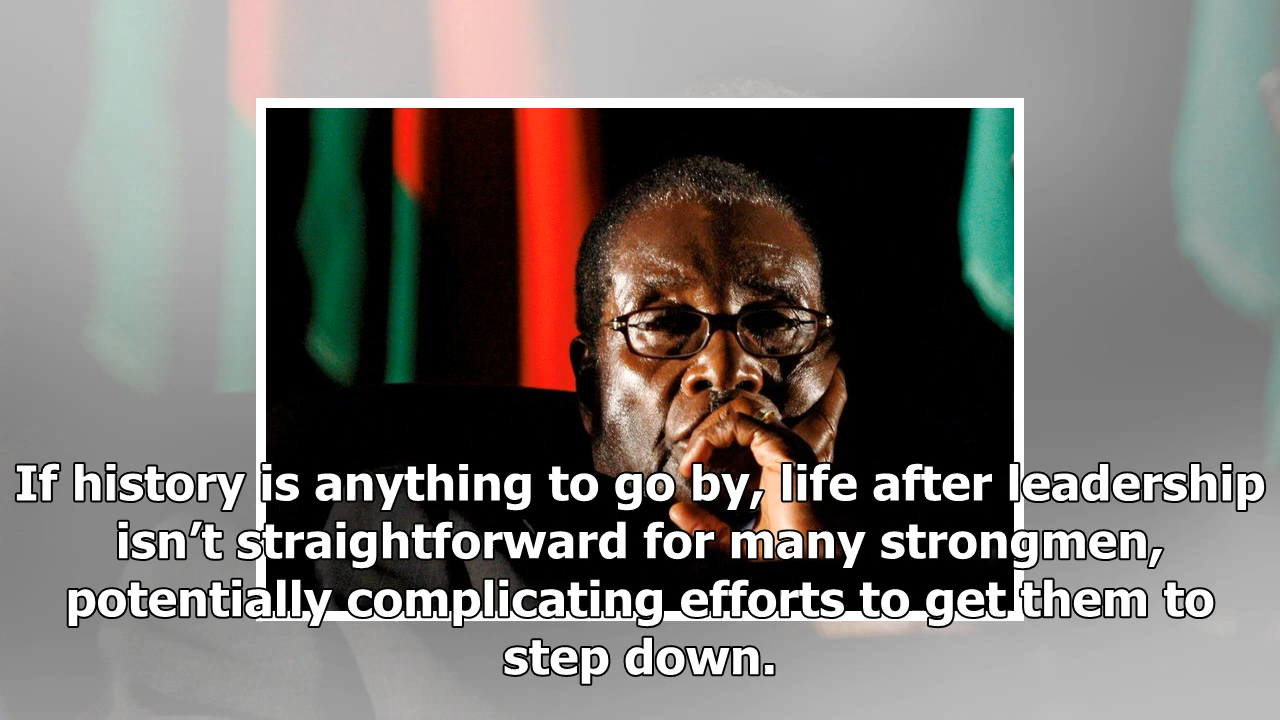 If history is anything to go by, life after leadership
isn’t straightforward for many strongmen,
potentially complicating efforts to get them to
step down.